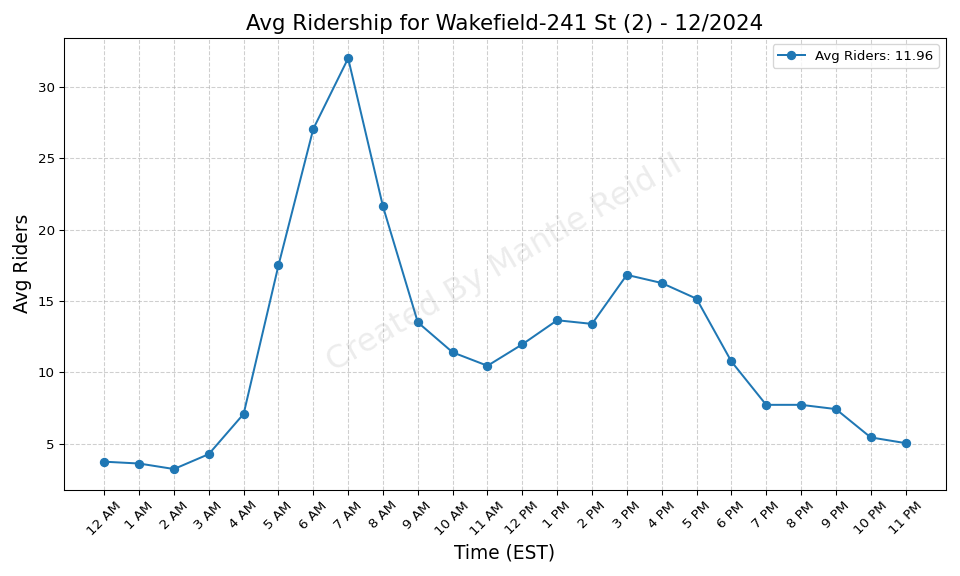 Avg Ridership for Wakefield-241 St (2) - 12/2024
Avg Riders: 11.96
Avg Riders
30
25
20
15
10
5
Created By Mantie Reid II
12 AM
1 AM
2 AM
3 AM
4 AM
5 AM
6 AM
7 AM
8 AM
9 AM
10 AM
11 AM
12 PM
1 PM
2 PM
3 PM
4 PM
5 PM
6 PM
7 PM
8 PM
9 PM
10 PM
11 PM
Time (EST)